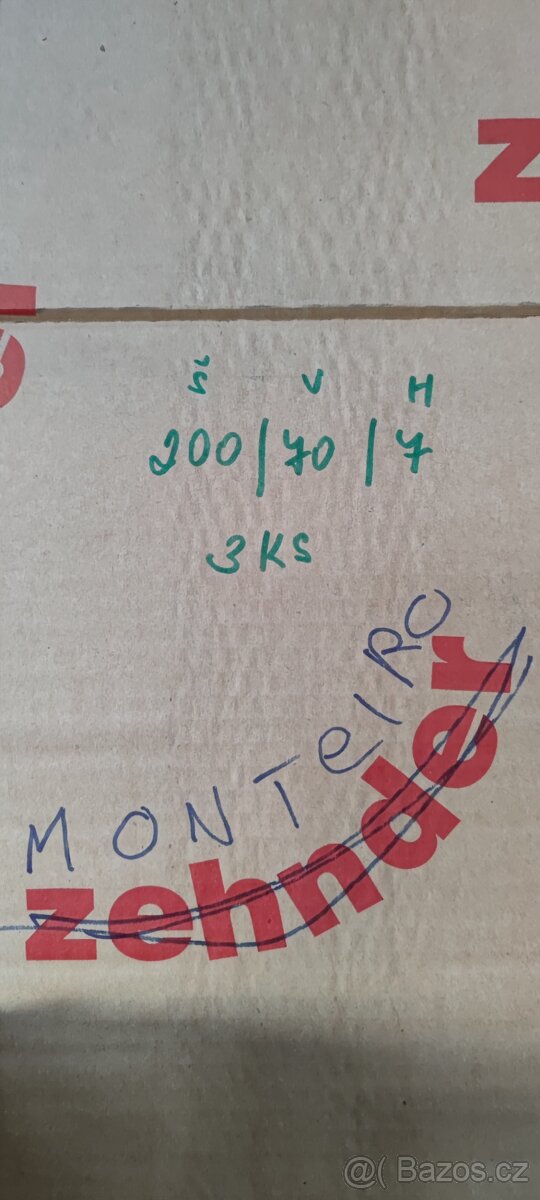 z
Š V H
200/70/7
3KS
MONTeIRO
zehnder
@( Bazos.cz